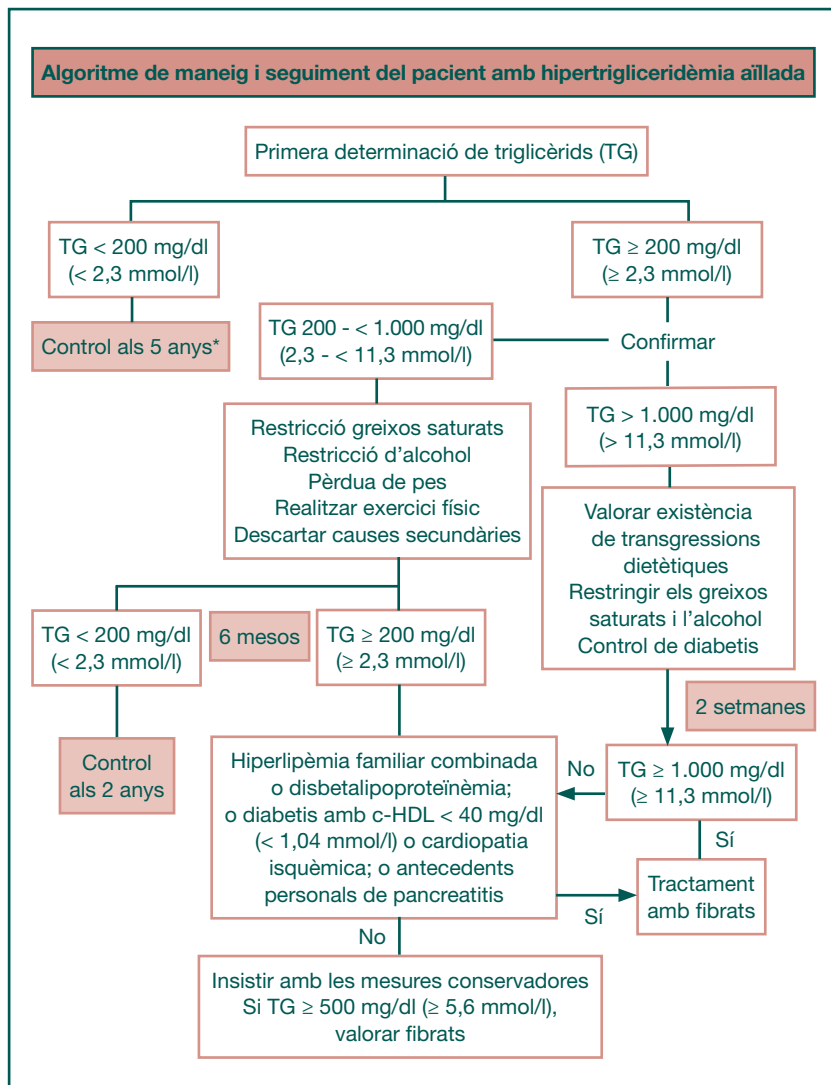 Algoritme de maneig i seguiment del pacient amb hipertrigliceridèmia aïllada
Primera determinació de triglicèrids (TG)
TG < 200 mg/dl
(< 2,3 mmol/l)
TG ≥ 200 mg/dl
(≥ 2,3 mmol/l)
Control als 5 anys*
TG 200 - < 1.000 mg/dl
(2,3 - < 11,3 mmol/l)
Confirmar
TG > 1.000 mg/dl
(> 11,3 mmol/l)
Restricció greixos saturats
Restricció d'alcohol
Pèrdua de pes
Realitzar exercici físic
Descartar causes secundàries
Valorar existència
de transgressions
dietètiques
Restringir els greixos
saturats i l'alcohol
Control de diabetis
TG < 200 mg/dl
(< 2,3 mmol/l)
6 mesos
TG ≥ 200 mg/dl
(≥ 2,3 mmol/l)
2 setmanes
Control
als 2 anys
Hiperlipèmia familiar combinada
o disbetalipoproteïnèmia;
o diabetis amb c-HDL < 40 mg/dl
(< 1,04 mmol/l) o cardiopatia
isquèmica; o antecedents
personals de pancreatitis
No
TG ≥ 1.000 mg/dl
(≥ 11,3 mmol/l)
Sí
Tractament
amb fibrats
Sí
No
Insistir amb les mesures conservadores
Si TG ≥ 500 mg/dl (≥ 5,6 mmol/l),
valorar fibrats